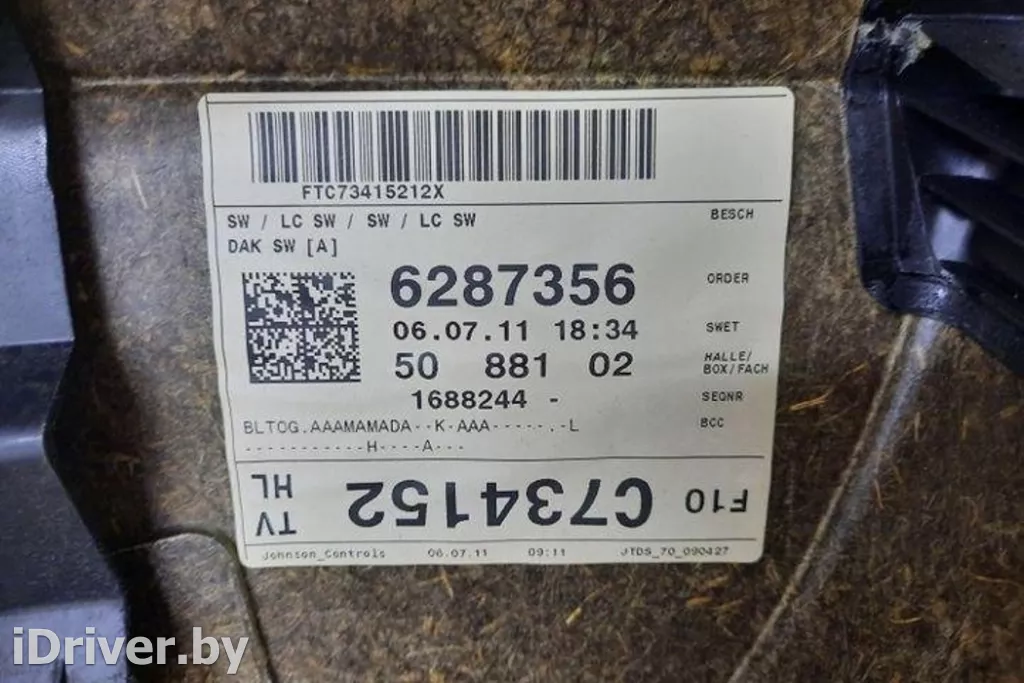 FTC73415212X
SW / LC SW / SW / LC SW BESCH
DAK SW [A]
6287356 ORDER
06.07.11 18:34 SWET
50 881 02 HALLE/
BOX/FACH
1688244 - SEQNR
BLTOG.AAAMAMADA--K-AAA-----.-L BCC
-----------H----A---
F10 C734152 TV
HL
Johnson_Controls 06.07.11 09:11 JTDS_70_090427
iDriver.by